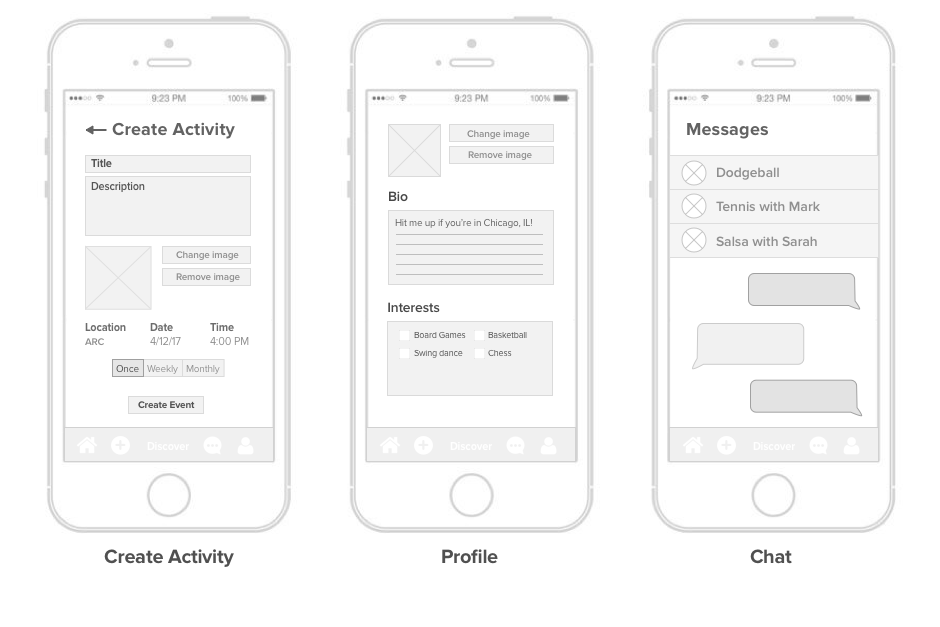 9:23 PM 100%
Create Activity
Title
Description
Change image
Remove image
Location Date Time
ARC 4/12/17 4:00 PM
Once Weekly Monthly
Create Event
Discover
Create Activity
9:23 PM 100%
Change image
Remove image
Bio
Hit me up if you're in Chicago, IL!
Interests
Board Games Basketball
Swing dance Chess
Discover
Profile
9:23 PM 100%
Messages
Dodgeball
Tennis with Mark
Salsa with Sarah
Discover
Chat